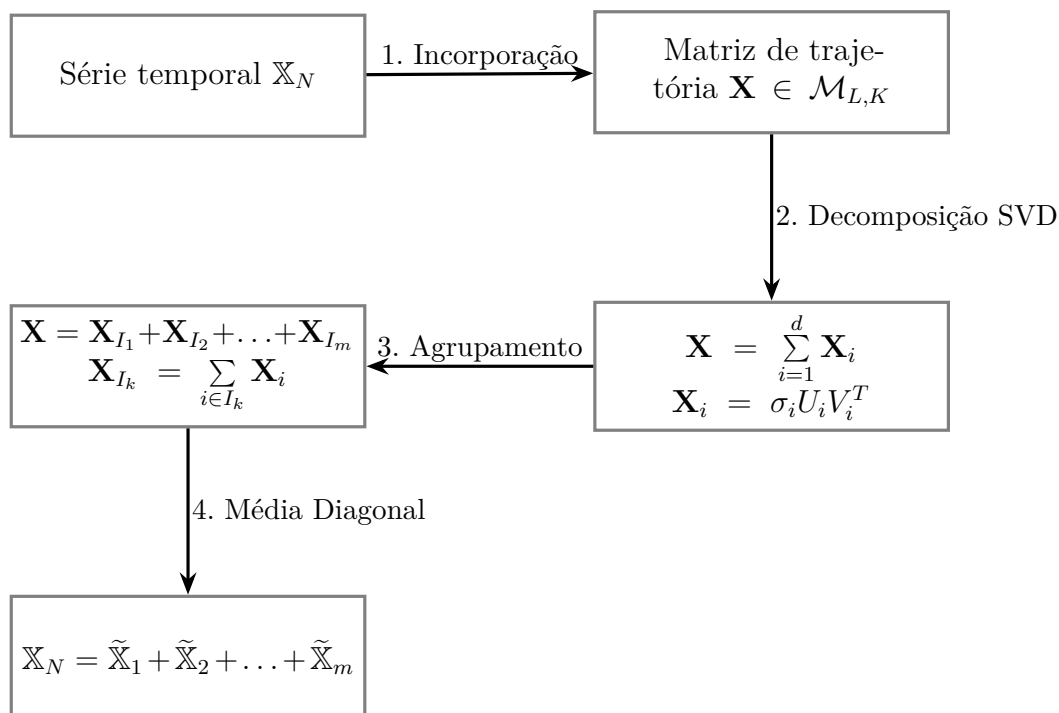 Série temporal 𝕏_N
1. Incorporação
Matriz de traje-
tória 𝐗 ∈ ℳ_{L,K}
2. Decomposição SVD
𝐗 = ∑_{i=1}^{d} 𝐗_i
𝐗_i = σ_i U_i V_i^T
3. Agrupamento
𝐗 = 𝐗_{I_1}+𝐗_{I_2}+…+𝐗_{I_m}
𝐗_{I_k} = ∑_{i∈I_k} 𝐗_i
4. Média Diagonal
𝕏_N = 𝕏̃_1 + 𝕏̃_2 + … + 𝕏̃_m